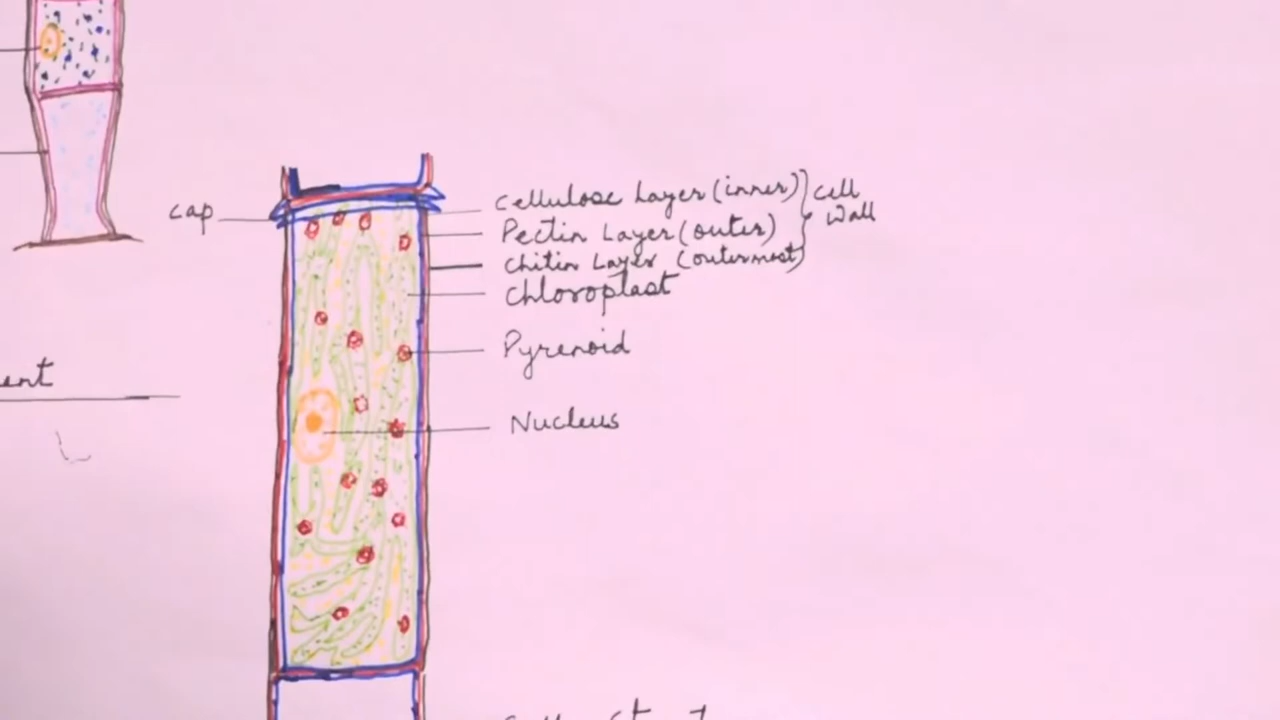 cap
Cellulose Layer (inner)
Pectin Layer (outer)
Chitin Layer (outermost)
Cell
Wall
Chloroplast
Pyrenoid
Nucleus
ent